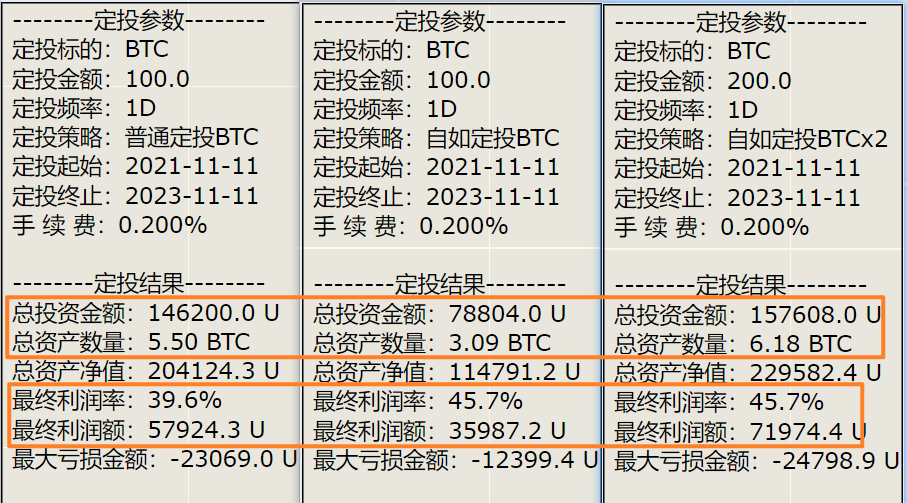 --------定投参数--------
定投标的：BTC
定投金额：100.0
定投频率：1D
定投策略：普通定投BTC
定投起始：2021-11-11
定投终止：2023-11-11
手 续 费：0.200%
--------定投结果--------
总投资金额：146200.0 U
总资产数量：5.50 BTC
总资产净值：204124.3 U
最终利润率：39.6%
最终利润额：57924.3 U
最大亏损金额：-23069.0 U
--------定投参数--------
定投标的：BTC
定投金额：100.0
定投频率：1D
定投策略：自如定投BTC
定投起始：2021-11-11
定投终止：2023-11-11
手 续 费：0.200%
--------定投结果--------
总投资金额：78804.0 U
总资产数量：3.09 BTC
总资产净值：114791.2 U
最终利润率：45.7%
最终利润额：35987.2 U
最大亏损金额：-12399.4 U
--------定投参数--------
定投标的：BTC
定投金额：200.0
定投频率：1D
定投策略：自如定投BTCx2
定投起始：2021-11-11
定投终止：2023-11-11
手 续 费：0.200%
--------定投结果--------
总投资金额：157608.0 U
总资产数量：6.18 BTC
总资产净值：229582.4 U
最终利润率：45.7%
最终利润额：71974.4 U
最大亏损金额：-24798.9 U